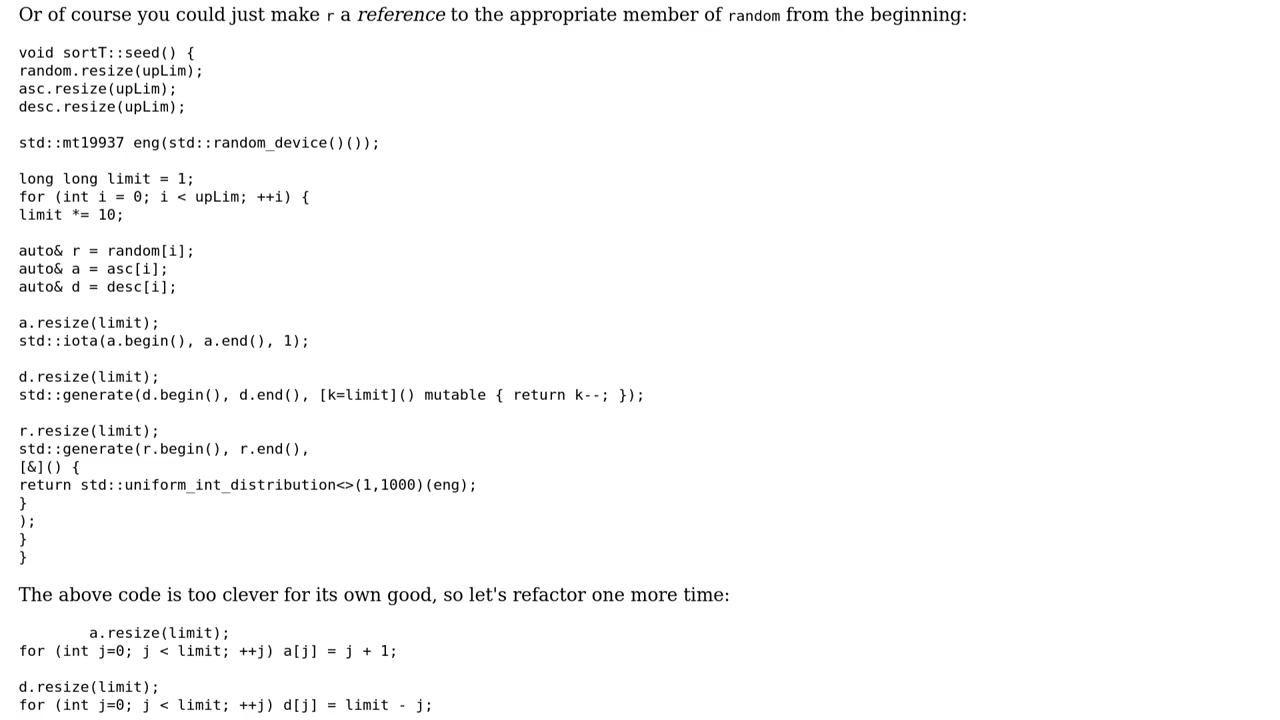 Or of course you could just make r a reference to the appropriate member of random from the beginning:
void sortT::seed() {
random.resize(upLim);
asc.resize(upLim);
desc.resize(upLim);
std::mt19937 eng(std::random_device()());
long long limit = 1;
for (int i = 0; i < upLim; ++i) {
limit *= 10;
auto& r = random[i];
auto& a = asc[i];
auto& d = desc[i];
a.resize(limit);
std::iota(a.begin(), a.end(), 1);
d.resize(limit);
std::generate(d.begin(), d.end(), [k=limit]() mutable { return k--; });
r.resize(limit);
std::generate(r.begin(), r.end(),
[&]() {
return std::uniform_int_distribution<>(1,1000)(eng);
}
);
}
}
The above code is too clever for its own good, so let's refactor one more time:
a.resize(limit);
for (int j=0; j < limit; ++j) a[j] = j + 1;
d.resize(limit);
for (int j=0; j < limit; ++j) d[j] = limit - j;